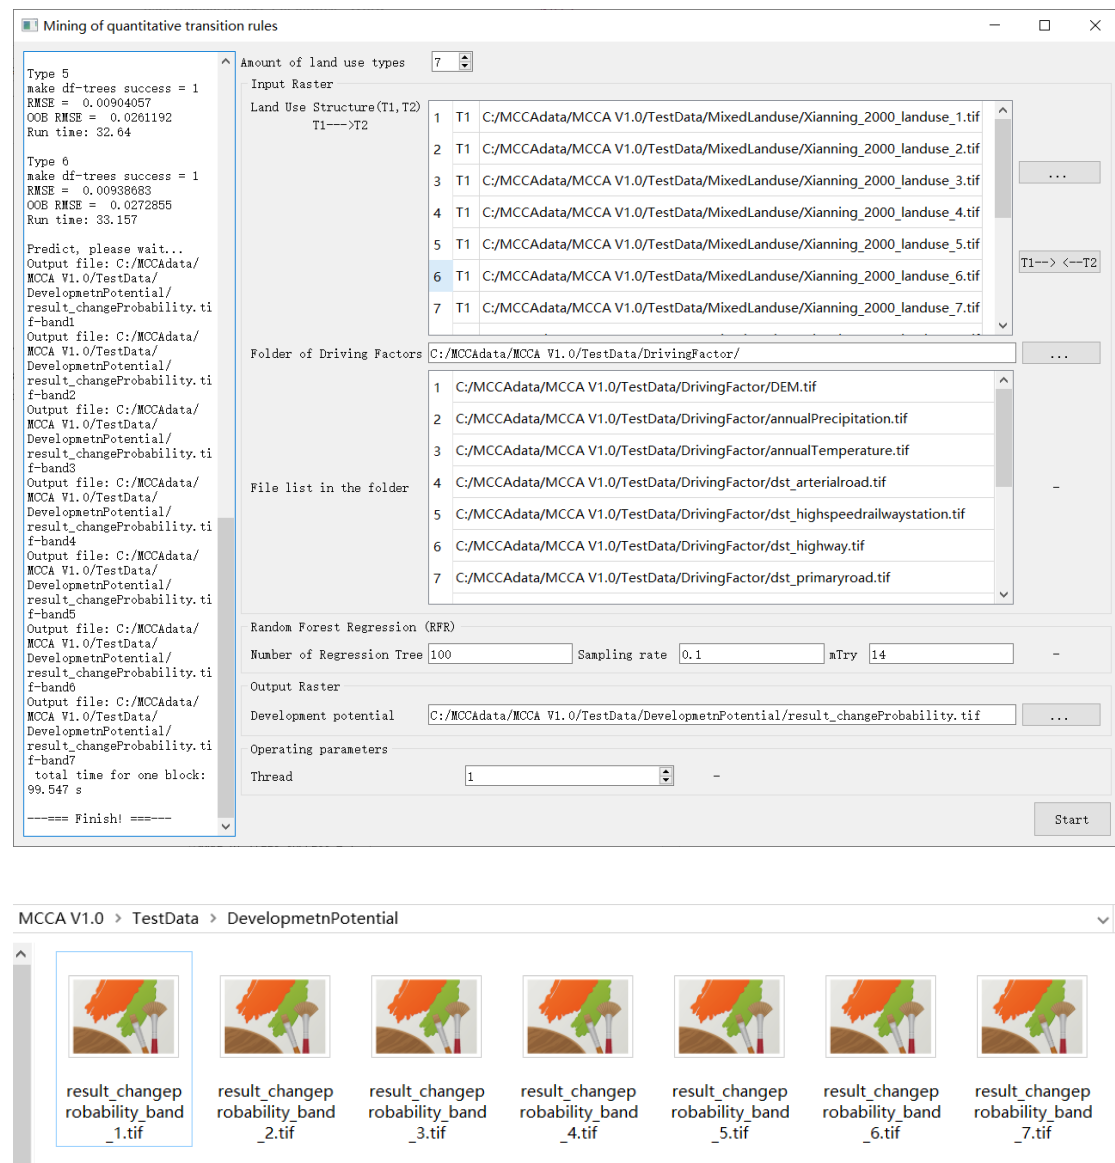 Mining of quantitative transition rules
Type 5
make df-trees success = 1
RMSE =  0.00904057
OOB RMSE =  0.0261192
Run time: 32.64
Type 6
make df-trees success = 1
RMSE =  0.00938683
OOB RMSE =  0.0272855
Run time: 33.157
Predict, please wait...
Output file: C:/MCCAdata/
MCCA V1.0/TestData/
DevelopmetnPotential/
result_changeProbability.ti
f-band1
Output file: C:/MCCAdata/
MCCA V1.0/TestData/
DevelopmetnPotential/
result_changeProbability.ti
f-band2
Output file: C:/MCCAdata/
MCCA V1.0/TestData/
DevelopmetnPotential/
result_changeProbability.ti
f-band3
Output file: C:/MCCAdata/
MCCA V1.0/TestData/
DevelopmetnPotential/
result_changeProbability.ti
f-band4
Output file: C:/MCCAdata/
MCCA V1.0/TestData/
DevelopmetnPotential/
result_changeProbability.ti
f-band5
Output file: C:/MCCAdata/
MCCA V1.0/TestData/
DevelopmetnPotential/
result_changeProbability.ti
f-band6
Output file: C:/MCCAdata/
MCCA V1.0/TestData/
DevelopmetnPotential/
result_changeProbability.ti
f-band7
total time for one block:
99.547 s
---=== Finish! ===---
Amount of land use types 7
Input Raster
Land Use Structure(T1,T2)
T1--->T2
1 T1 C:/MCCAdata/MCCA V1.0/TestData/MixedLanduse/Xianning_2000_landuse_1.tif
2 T1 C:/MCCAdata/MCCA V1.0/TestData/MixedLanduse/Xianning_2000_landuse_2.tif
3 T1 C:/MCCAdata/MCCA V1.0/TestData/MixedLanduse/Xianning_2000_landuse_3.tif
4 T1 C:/MCCAdata/MCCA V1.0/TestData/MixedLanduse/Xianning_2000_landuse_4.tif
5 T1 C:/MCCAdata/MCCA V1.0/TestData/MixedLanduse/Xianning_2000_landuse_5.tif
6 T1 C:/MCCAdata/MCCA V1.0/TestData/MixedLanduse/Xianning_2000_landuse_6.tif
7 T1 C:/MCCAdata/MCCA V1.0/TestData/MixedLanduse/Xianning_2000_landuse_7.tif
...
T1--> <--T2
Folder of Driving Factors C:/MCCAdata/MCCA V1.0/TestData/DrivingFactor/ ...
File list in the folder
1 C:/MCCAdata/MCCA V1.0/TestData/DrivingFactor/DEM.tif
2 C:/MCCAdata/MCCA V1.0/TestData/DrivingFactor/annualPrecipitation.tif
3 C:/MCCAdata/MCCA V1.0/TestData/DrivingFactor/annualTemperature.tif
4 C:/MCCAdata/MCCA V1.0/TestData/DrivingFactor/dst_arterialroad.tif
5 C:/MCCAdata/MCCA V1.0/TestData/DrivingFactor/dst_highspeedrailwaystation.tif
6 C:/MCCAdata/MCCA V1.0/TestData/DrivingFactor/dst_highway.tif
7 C:/MCCAdata/MCCA V1.0/TestData/DrivingFactor/dst_primaryroad.tif
-
Random Forest Regression (RFR)
Number of Regression Tree 100 Sampling rate 0.1 mTry 14 -
Output Raster
Development potential C:/MCCAdata/MCCA V1.0/TestData/DevelopmetnPotential/result_changeProbability.tif ...
Operating parameters
Thread 1 -
Start
MCCA V1.0 > TestData > DevelopmetnPotential
result_changep
robability_band
_1.tif
result_changep
robability_band
_2.tif
result_changep
robability_band
_3.tif
result_changep
robability_band
_4.tif
result_changep
robability_band
_5.tif
result_changep
robability_band
_6.tif
result_changep
robability_band
_7.tif